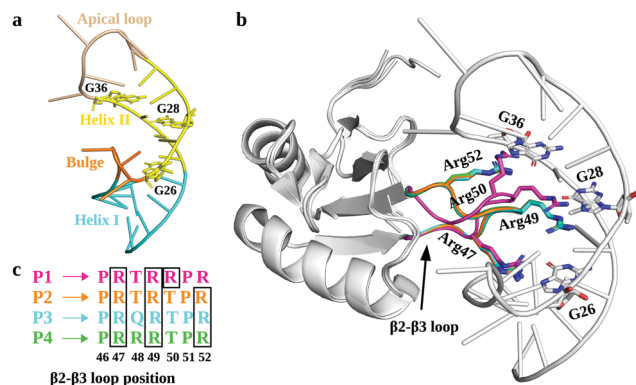 a
Apical loop
G36
G28
Helix II
Bulge
G26
Helix I
b
G36
Arg52
Arg50
G28
Arg49
Arg47
G26
β2-β3 loop
c
P1 P R T R R P R
P2 P R T R T P R
P3 P R Q R T P R
P4 P R R R T P R
46 47 48 49 50 51 52
β2-β3 loop position